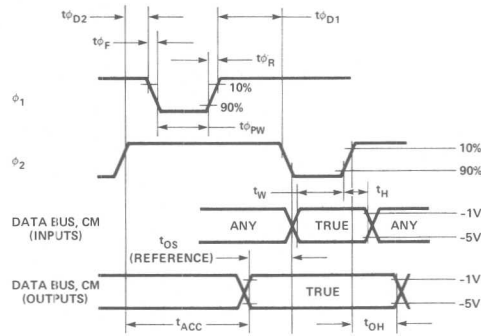 tφD2
tφD1
tφF
tφR
φ1
10%
90%
tφPW
φ2
10%
90%
tW
tH
DATA BUS, CM
(INPUTS)
ANY
TRUE
ANY
-1V
-5V
tOS
(REFERENCE)
DATA BUS, CM
(OUTPUTS)
TRUE
-1V
-5V
tACC
tOH